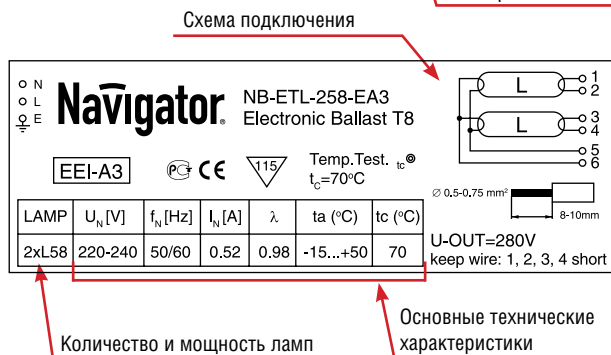 Схема подключения
N
L
E
Navigator
NB-ETL-258-EA3
Electronic Ballast T8
EEI-A3
РСТ
CE
115
Temp.Test. tc
tC=70°C
L
1
2
L
3
4
5
6
Ø 0.5-0.75 mm²
8-10mm
LAMP UN[V] fN[Hz] IN[A] λ ta (°C) tc (°C)
2xL58 220-240 50/60 0.52 0.98 -15...+50 70
U-OUT=280V
keep wire: 1, 2, 3, 4 short
Количество и мощность ламп
Основные технические
характеристики